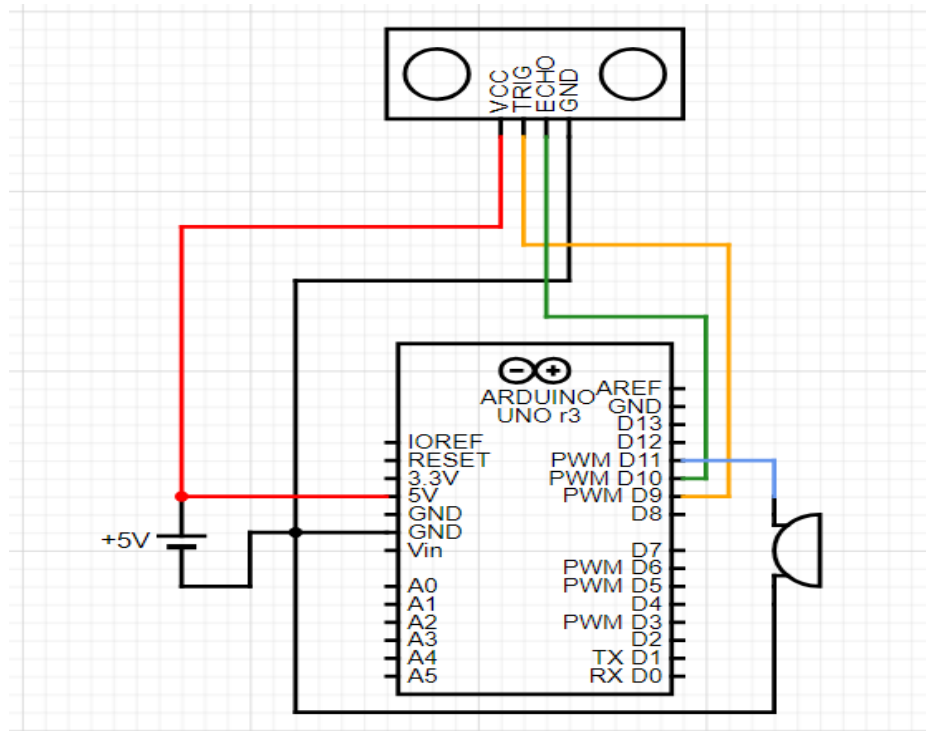 VCC
TRIG
ECHO
GND
ARDUINO
UNO r3
AREF
GND
D13
D12
PWM D11
PWM D10
PWM D9
D8
D7
PWM D6
PWM D5
D4
PWM D3
D2
TX D1
RX D0
IOREF
RESET
3.3V
5V
GND
GND
Vin
A0
A1
A2
A3
A4
A5
+5V